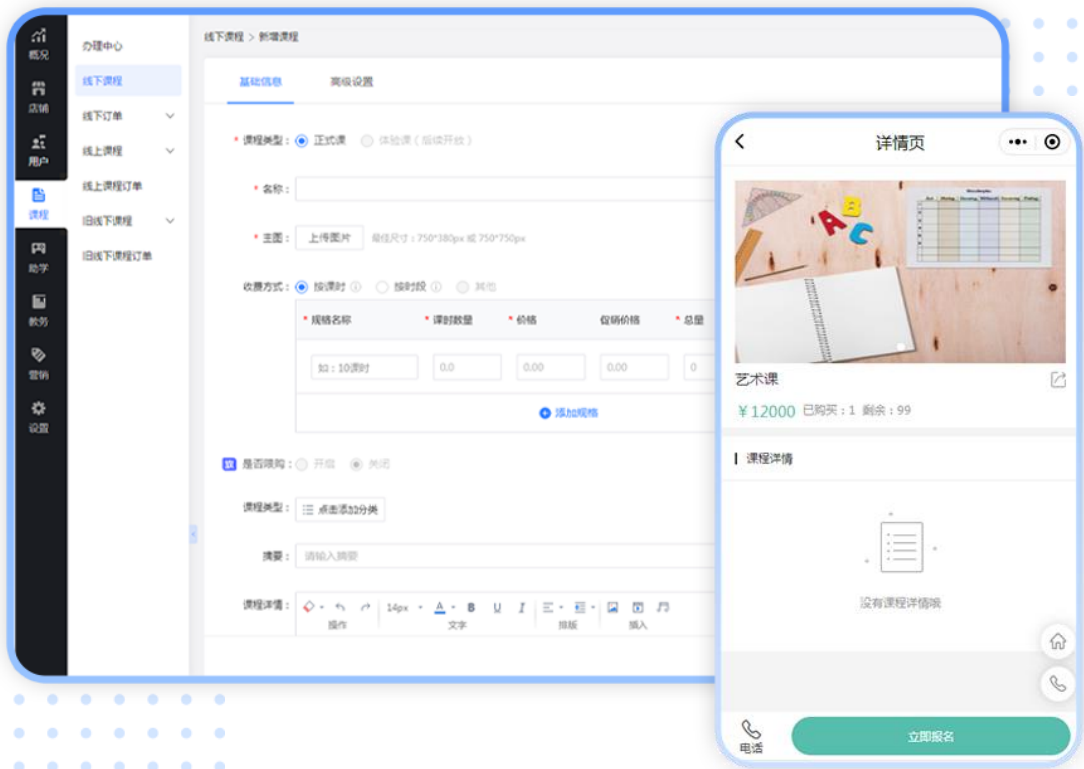 概况
店铺
用户
课程
助学
教务
营销
设置
办理中心
线下课程
线下订单
线上课程
线上课程订单
旧线下课程
旧线下课程订单
线下课程 > 新增课程
基础信息 高级设置
* 课程类型： 正式课 体验课（后续开放）
* 名称：
* 主图： 上传图片 最佳尺寸：750*380px 或 750*750px
收费方式： 按课时 按时段 其他
* 规格名称 * 课时数量 * 价格 促销价格 * 总量
如：10课时 0.0 0.00 0.00 0
添加规格
是否限购： 开启 关闭
课程类型： 点击添加分类
摘要： 请输入摘要
课程详情： 14px A B U I
操作 文字 排版 插入
详情页
A B C
艺术课
￥12000 已购买：1 剩余：99
课程详情
没有课程详情哦
电话
立即报名